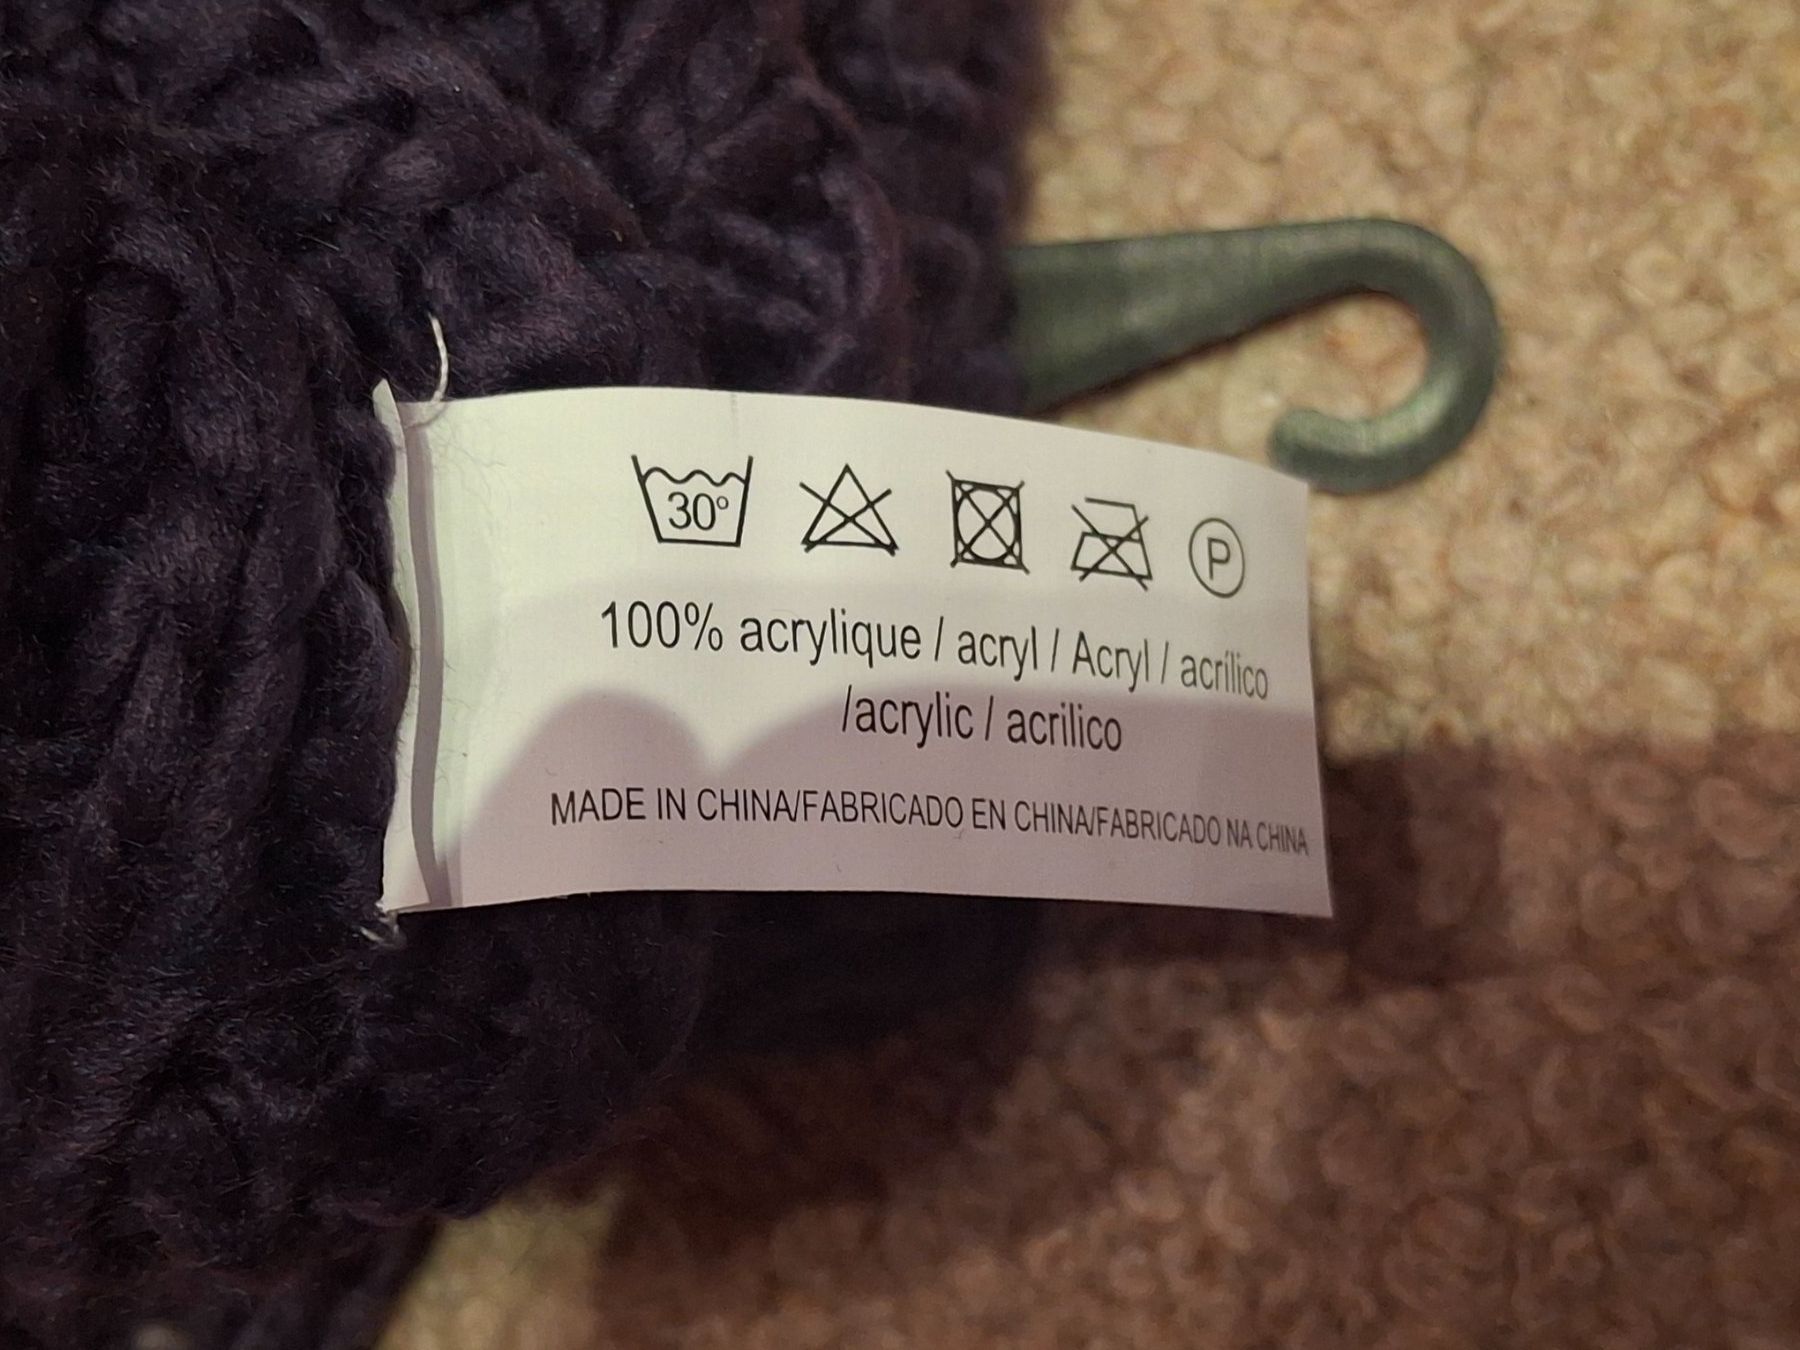 30°
P
100% acrylique / acryl / Acryl / acrílico
/acrylic / acrilico
MADE IN CHINA/FABRICADO EN CHINA/FABRICADO NA CHINA